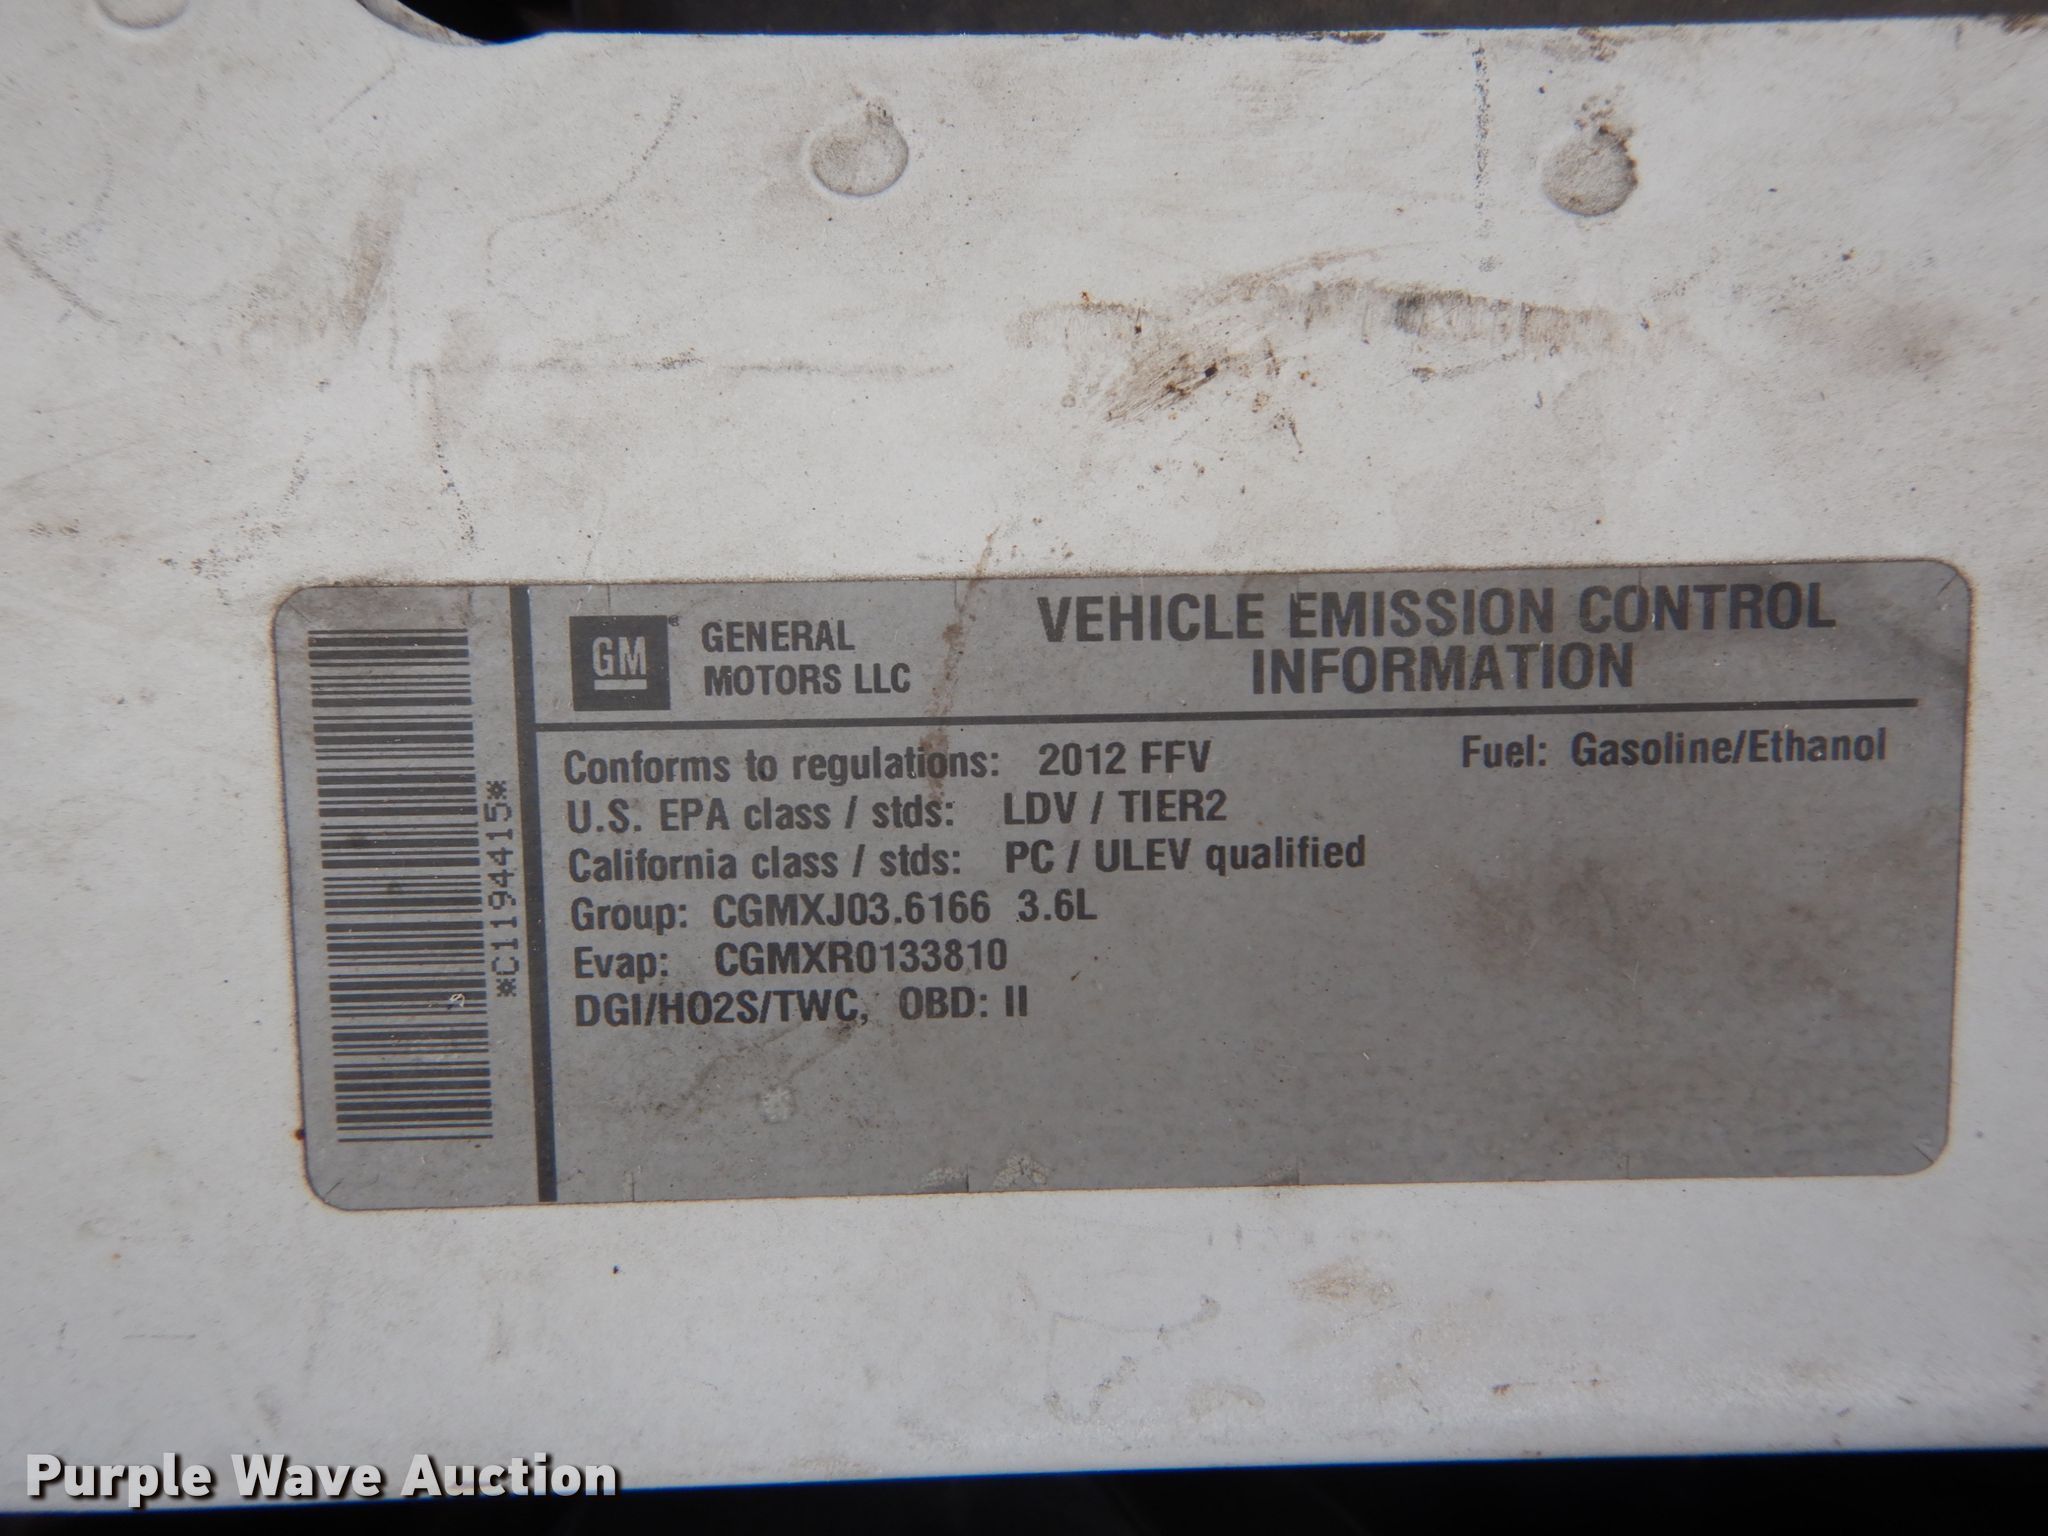 *C11944415*
GM
GENERAL
MOTORS LLC
VEHICLE EMISSION CONTROL
INFORMATION
Conforms to regulations: 2012 FFV
Fuel: Gasoline/Ethanol
U.S. EPA class / stds: LDV / TIER2
California class / stds: PC / ULEV qualified
Group: CGMXJ03.6166 3.6L
Evap: CGMXR0133810
DGI/HO2S/TWC, OBD: II
Purple Wave Auction